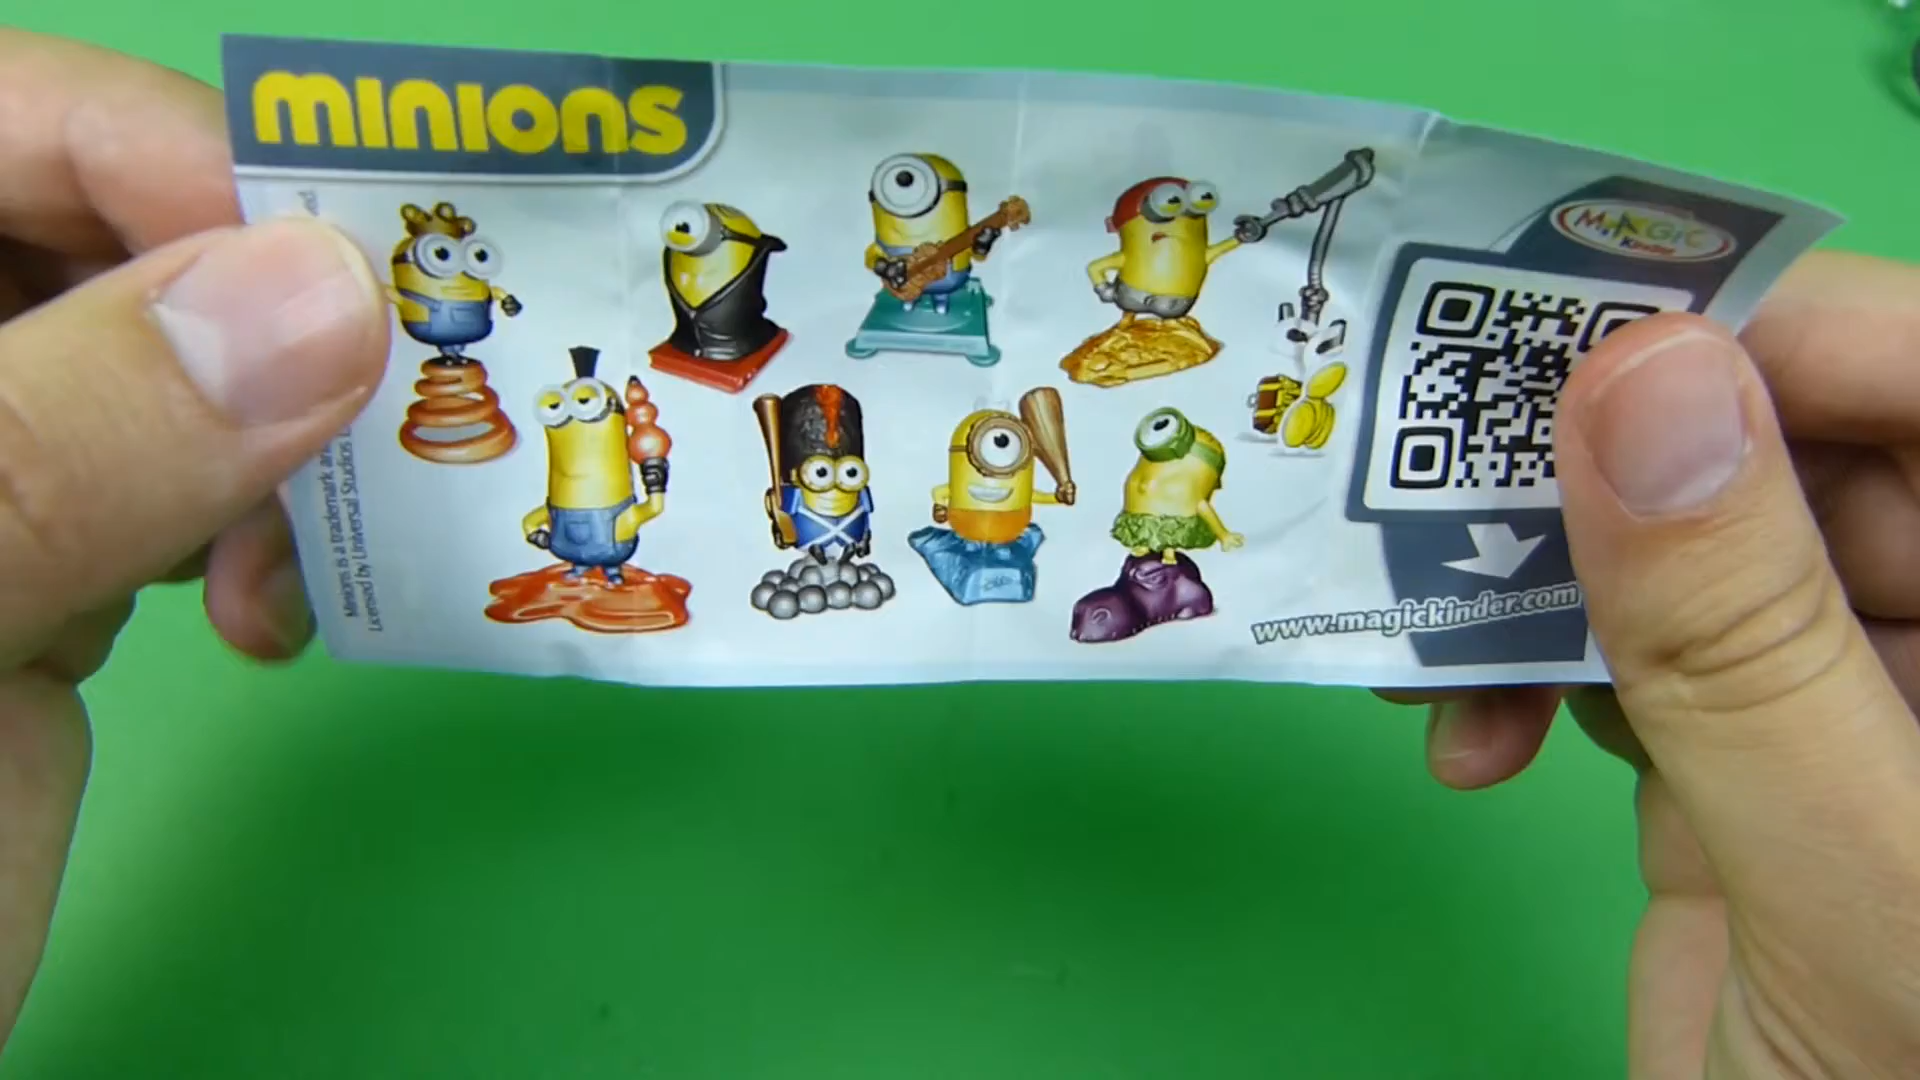 minions
MAGIC
Kinder
Minions is a trademark
Licensed by Universal Studios
www.magickinder.com